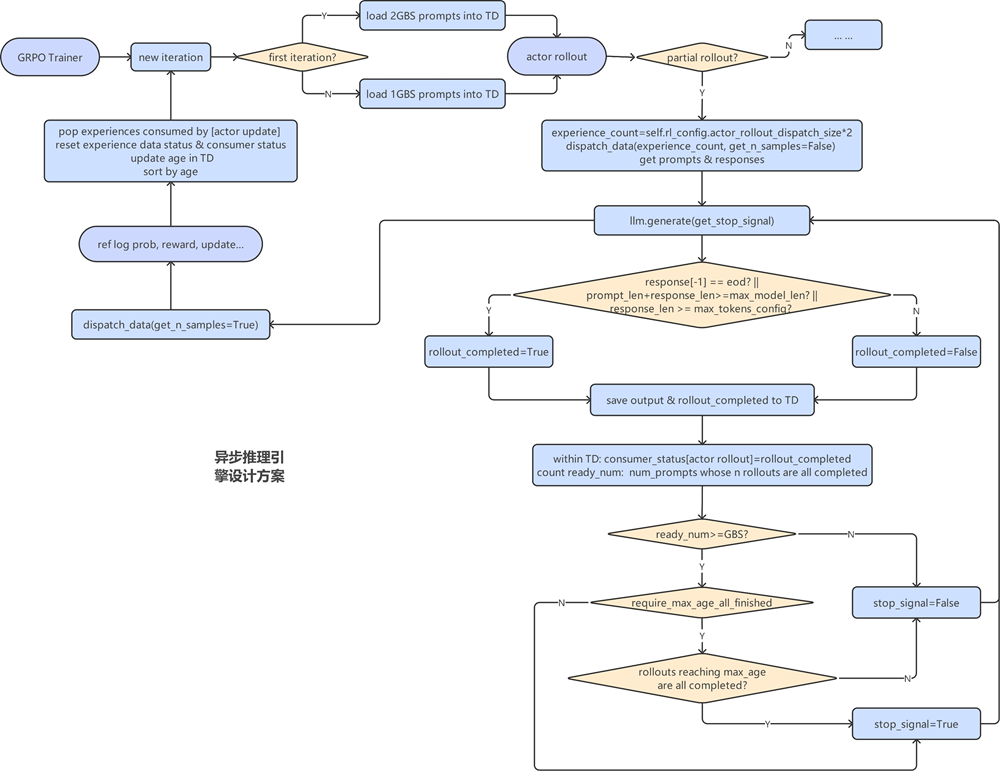 GRPO Trainer
new iteration
first iteration?
Y
load 2GBS prompts into TD
N
load 1GBS prompts into TD
actor rollout
partial rollout?
N
... ...
Y
experience_count=self.rl_config.actor_rollout_dispatch_size*2
dispatch_data(experience_count, get_n_samples=False)
get prompts & responses
llm.generate(get_stop_signal)
response[-1] == eod? ||
prompt_len+response_len>=max_model_len? ||
response_len >= max_tokens_config?
Y
N
rollout_completed=True
rollout_completed=False
save output & rollout_completed to TD
within TD: consumer_status[actor rollout]=rollout_completed
count ready_num: num_prompts whose n rollouts are all completed
ready_num>=GBS?
N
Y
require_max_age_all_finished
N
stop_signal=False
Y
rollouts reaching max_age
are all completed?
N
Y
stop_signal=True
pop experiences consumed by [actor update]
reset experience data status & consumer status
update age in TD
sort by age
ref log prob, reward, update...
dispatch_data(get_n_samples=True)
异步推理引
擎设计方案